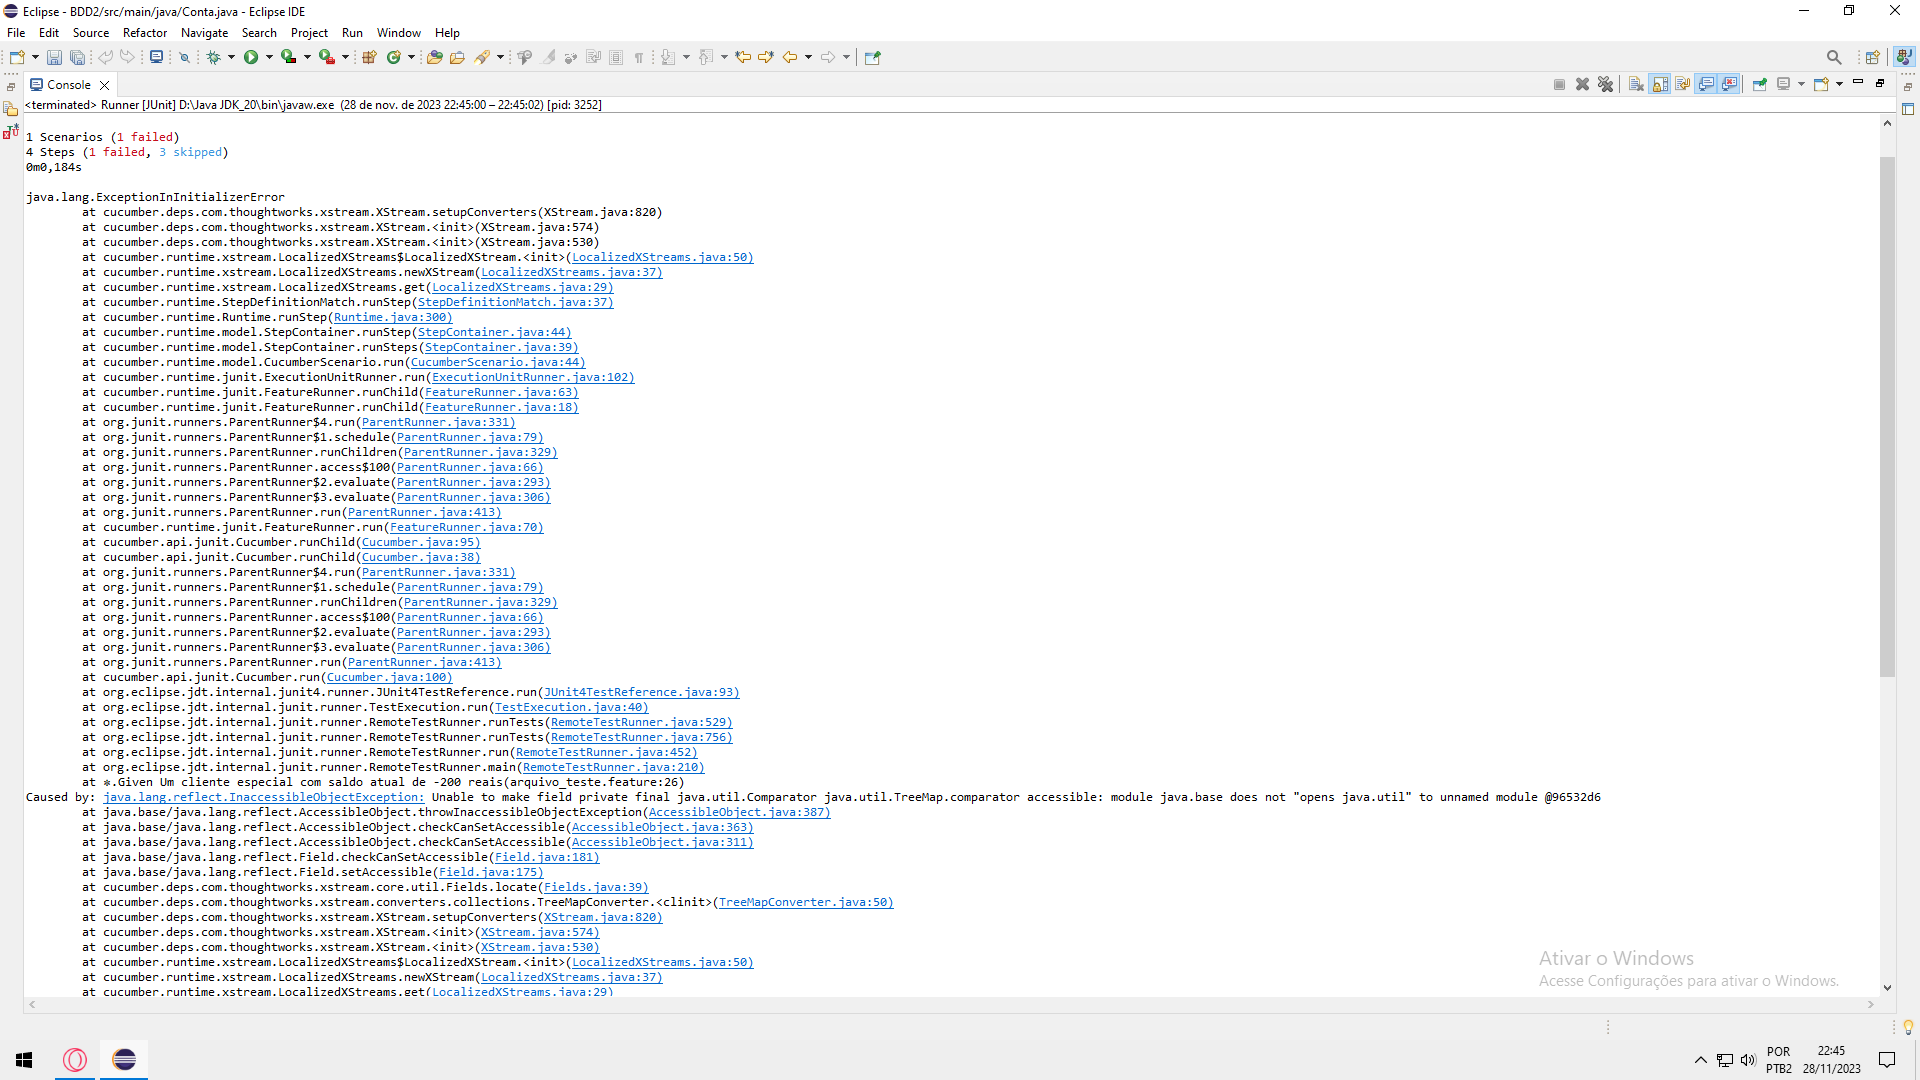 Eclipse - BDD2/src/main/java/Conta.java - Eclipse IDE
File Edit Source Refactor Navigate Search Project Run Window Help
Console
<terminated> Runner [JUnit] D:\Java JDK_20\bin\javaw.exe (28 de nov. de 2023 22:45:00 – 22:45:02) [pid: 3252]
1 Scenarios (1 failed)
4 Steps (1 failed, 3 skipped)
0m0,184s
java.lang.ExceptionInInitializerError
at cucumber.deps.com.thoughtworks.xstream.XStream.setupConverters(XStream.java:820)
at cucumber.deps.com.thoughtworks.xstream.XStream.<init>(XStream.java:574)
at cucumber.deps.com.thoughtworks.xstream.XStream.<init>(XStream.java:530)
at cucumber.runtime.xstream.LocalizedXStreams$LocalizedXStream.<init>(LocalizedXStreams.java:50)
at cucumber.runtime.xstream.LocalizedXStreams.newXStream(LocalizedXStreams.java:37)
at cucumber.runtime.xstream.LocalizedXStreams.get(LocalizedXStreams.java:29)
at cucumber.runtime.StepDefinitionMatch.runStep(StepDefinitionMatch.java:37)
at cucumber.runtime.Runtime.runStep(Runtime.java:300)
at cucumber.runtime.model.StepContainer.runStep(StepContainer.java:44)
at cucumber.runtime.model.StepContainer.runSteps(StepContainer.java:39)
at cucumber.runtime.model.CucumberScenario.run(CucumberScenario.java:44)
at cucumber.runtime.junit.ExecutionUnitRunner.run(ExecutionUnitRunner.java:102)
at cucumber.runtime.junit.FeatureRunner.runChild(FeatureRunner.java:63)
at cucumber.runtime.junit.FeatureRunner.runChild(FeatureRunner.java:18)
at org.junit.runners.ParentRunner$4.run(ParentRunner.java:331)
at org.junit.runners.ParentRunner$1.schedule(ParentRunner.java:79)
at org.junit.runners.ParentRunner.runChildren(ParentRunner.java:329)
at org.junit.runners.ParentRunner.access$100(ParentRunner.java:66)
at org.junit.runners.ParentRunner$2.evaluate(ParentRunner.java:293)
at org.junit.runners.ParentRunner$3.evaluate(ParentRunner.java:306)
at org.junit.runners.ParentRunner.run(ParentRunner.java:413)
at cucumber.runtime.junit.FeatureRunner.run(FeatureRunner.java:70)
at cucumber.api.junit.Cucumber.runChild(Cucumber.java:95)
at cucumber.api.junit.Cucumber.runChild(Cucumber.java:38)
at org.junit.runners.ParentRunner$4.run(ParentRunner.java:331)
at org.junit.runners.ParentRunner$1.schedule(ParentRunner.java:79)
at org.junit.runners.ParentRunner.runChildren(ParentRunner.java:329)
at org.junit.runners.ParentRunner.access$100(ParentRunner.java:66)
at org.junit.runners.ParentRunner$2.evaluate(ParentRunner.java:293)
at org.junit.runners.ParentRunner$3.evaluate(ParentRunner.java:306)
at org.junit.runners.ParentRunner.run(ParentRunner.java:413)
at cucumber.api.junit.Cucumber.run(Cucumber.java:100)
at org.eclipse.jdt.internal.junit4.runner.JUnit4TestReference.run(JUnit4TestReference.java:93)
at org.eclipse.jdt.internal.junit.runner.TestExecution.run(TestExecution.java:40)
at org.eclipse.jdt.internal.junit.runner.RemoteTestRunner.runTests(RemoteTestRunner.java:529)
at org.eclipse.jdt.internal.junit.runner.RemoteTestRunner.runTests(RemoteTestRunner.java:756)
at org.eclipse.jdt.internal.junit.runner.RemoteTestRunner.run(RemoteTestRunner.java:452)
at org.eclipse.jdt.internal.junit.runner.RemoteTestRunner.main(RemoteTestRunner.java:210)
at *.Given Um cliente especial com saldo atual de -200 reais(arquivo_teste.feature:26)
Caused by: java.lang.reflect.InaccessibleObjectException: Unable to make field private final java.util.Comparator java.util.TreeMap.comparator accessible: module java.base does not "opens java.util" to unnamed module @96532d6
at java.base/java.lang.reflect.AccessibleObject.throwInaccessibleObjectException(AccessibleObject.java:387)
at java.base/java.lang.reflect.AccessibleObject.checkCanSetAccessible(AccessibleObject.java:363)
at java.base/java.lang.reflect.AccessibleObject.checkCanSetAccessible(AccessibleObject.java:311)
at java.base/java.lang.reflect.Field.checkCanSetAccessible(Field.java:181)
at java.base/java.lang.reflect.Field.setAccessible(Field.java:175)
at cucumber.deps.com.thoughtworks.xstream.core.util.Fields.locate(Fields.java:39)
at cucumber.deps.com.thoughtworks.xstream.converters.collections.TreeMapConverter.<clinit>(TreeMapConverter.java:50)
at cucumber.deps.com.thoughtworks.xstream.XStream.setupConverters(XStream.java:820)
at cucumber.deps.com.thoughtworks.xstream.XStream.<init>(XStream.java:574)
at cucumber.deps.com.thoughtworks.xstream.XStream.<init>(XStream.java:530)
at cucumber.runtime.xstream.LocalizedXStreams$LocalizedXStream.<init>(LocalizedXStreams.java:50)
at cucumber.runtime.xstream.LocalizedXStreams.newXStream(LocalizedXStreams.java:37)
at cucumber.runtime.xstream.LocalizedXStreams.get(LocalizedXStreams.java:29)
Ativar o Windows
Acesse Configurações para ativar o Windows.
POR
PTB2
22:45
28/11/2023